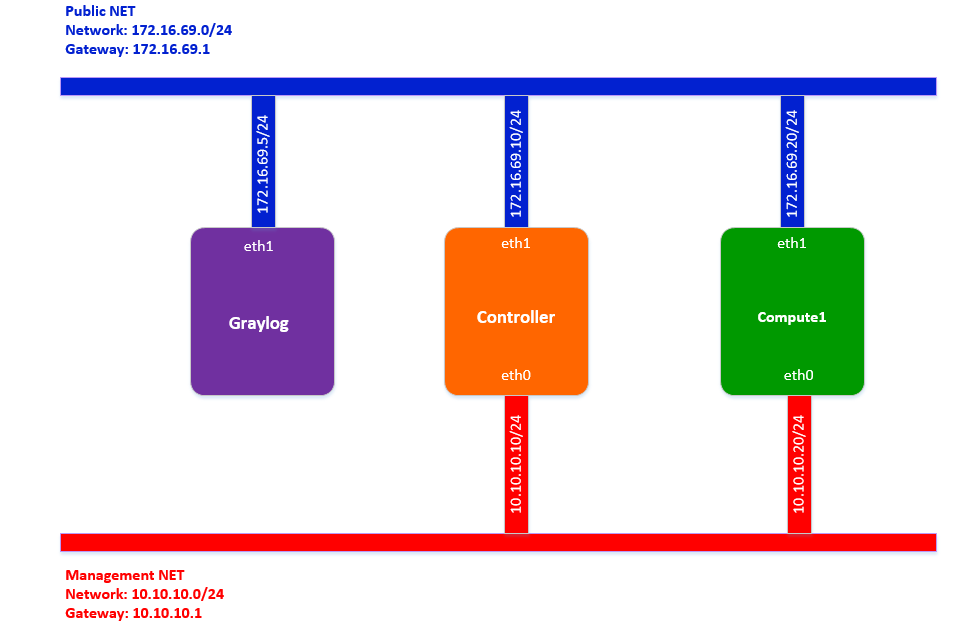 Public NET
Network: 172.16.69.0/24
Gateway: 172.16.69.1
172.16.69.5/24
172.16.69.10/24
172.16.69.20/24
eth1
eth1
eth1
Graylog
Controller
Compute1
eth0
eth0
10.10.10.10/24
10.10.10.20/24
Management NET
Network: 10.10.10.0/24
Gateway: 10.10.10.1